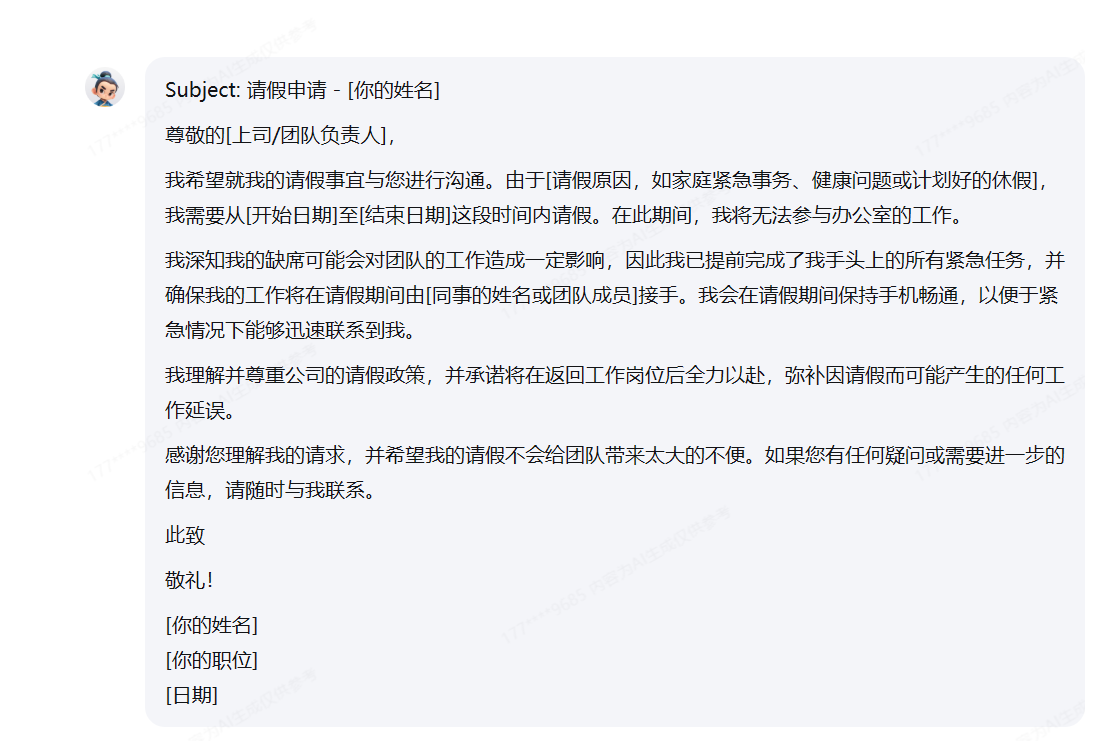 Subject: 请假申请 - [你的姓名]
尊敬的[上司/团队负责人]，
我希望就我的请假事宜与您进行沟通。由于[请假原因，如家庭紧急事务、健康问题或计划好的休假]，
我需要从[开始日期]至[结束日期]这段时间内请假。在此期间，我将无法参与办公室的工作。
我深知我的缺席可能会对团队的工作造成一定影响，因此我已提前完成了我手头上的所有紧急任务，并
确保我的工作将在请假期间由[同事的姓名或团队成员]接手。我会在请假期间保持手机畅通，以便于紧
急情况下能够迅速联系到我。
我理解并尊重公司的请假政策，并承诺将在返回工作岗位后全力以赴，弥补因请假而可能产生的任何工
作延误。
感谢您理解我的请求，并希望我的请假不会给团队带来太大的不便。如果您有任何疑问或需要进一步的
信息，请随时与我联系。
此致
敬礼！
[你的姓名]
[你的职位]
[日期]
177****9685 内容为AI生成仅供参考